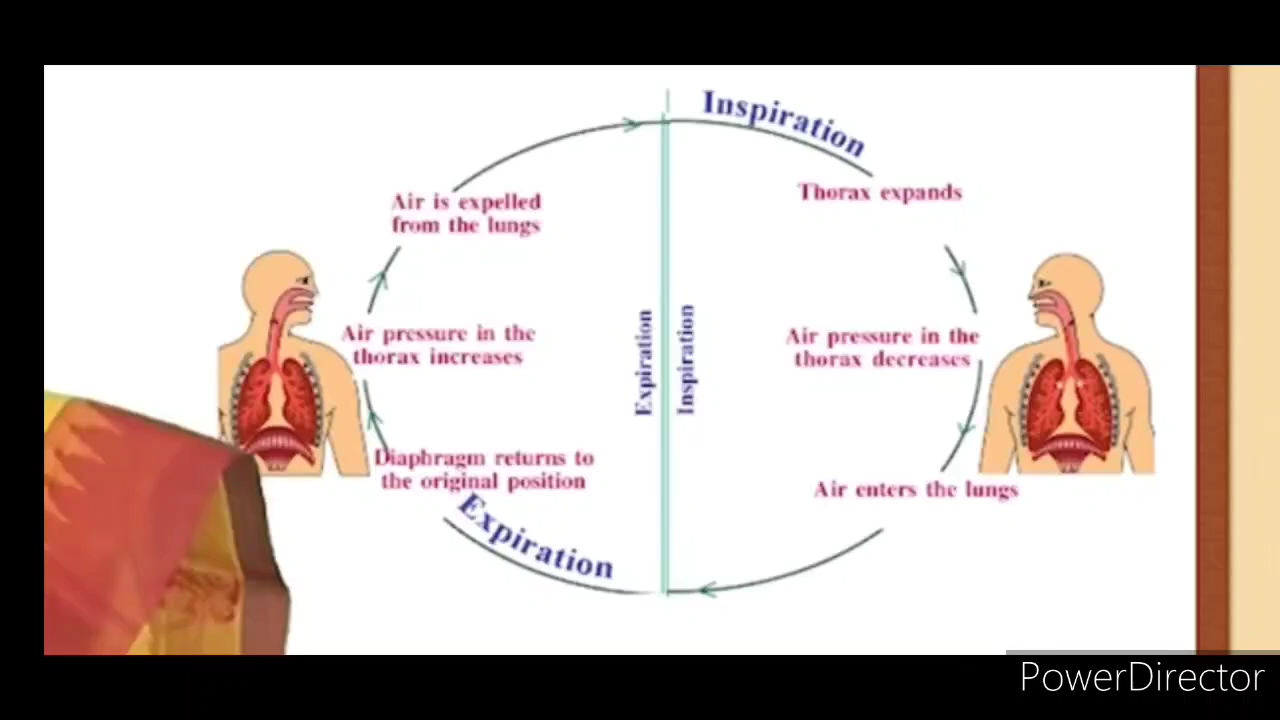 Inspiration
Thorax expands
Air pressure in the
thorax decreases
Air enters the lungs
Expiration
Diaphragm returns to
the original position
Air pressure in the
thorax increases
Air is expelled
from the lungs
Expiration
Inspiration
PowerDirector